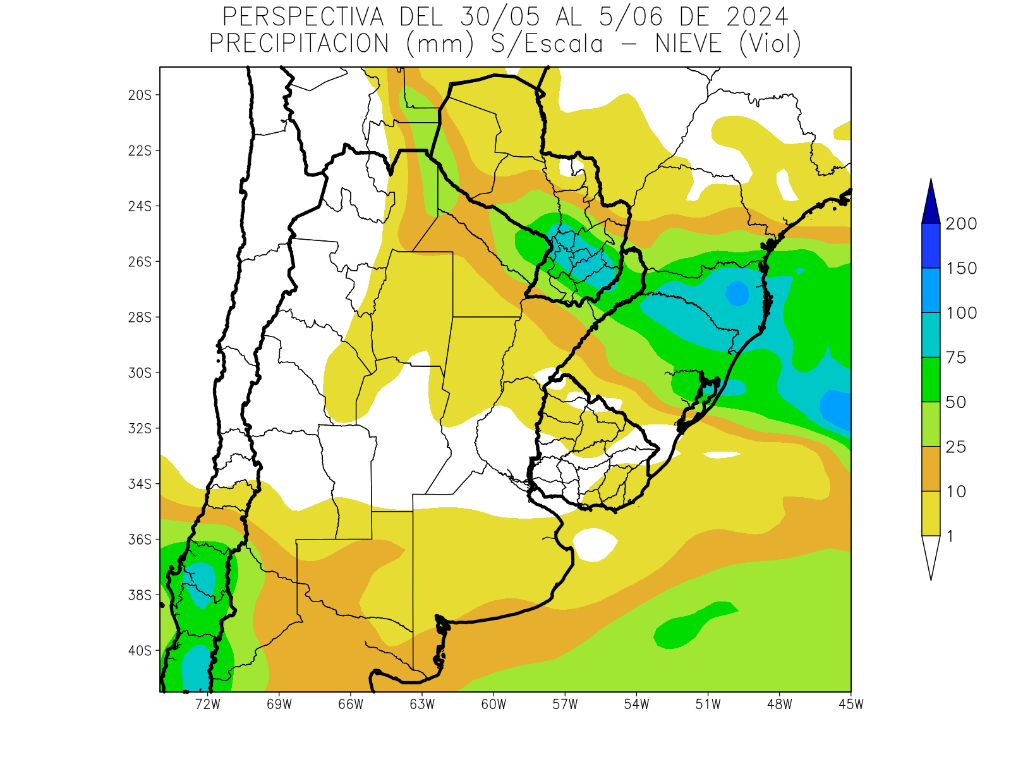 PERSPECTIVA DEL 30/05 AL 5/06 DE 2024
PRECIPITACION (mm) S/Escala - NIEVE (Viol)
20S
22S
24S
26S
28S
30S
32S
34S
36S
38S
40S
72W 69W 66W 63W 60W 57W 54W 51W 48W 45W
200
150
100
75
50
25
10
1